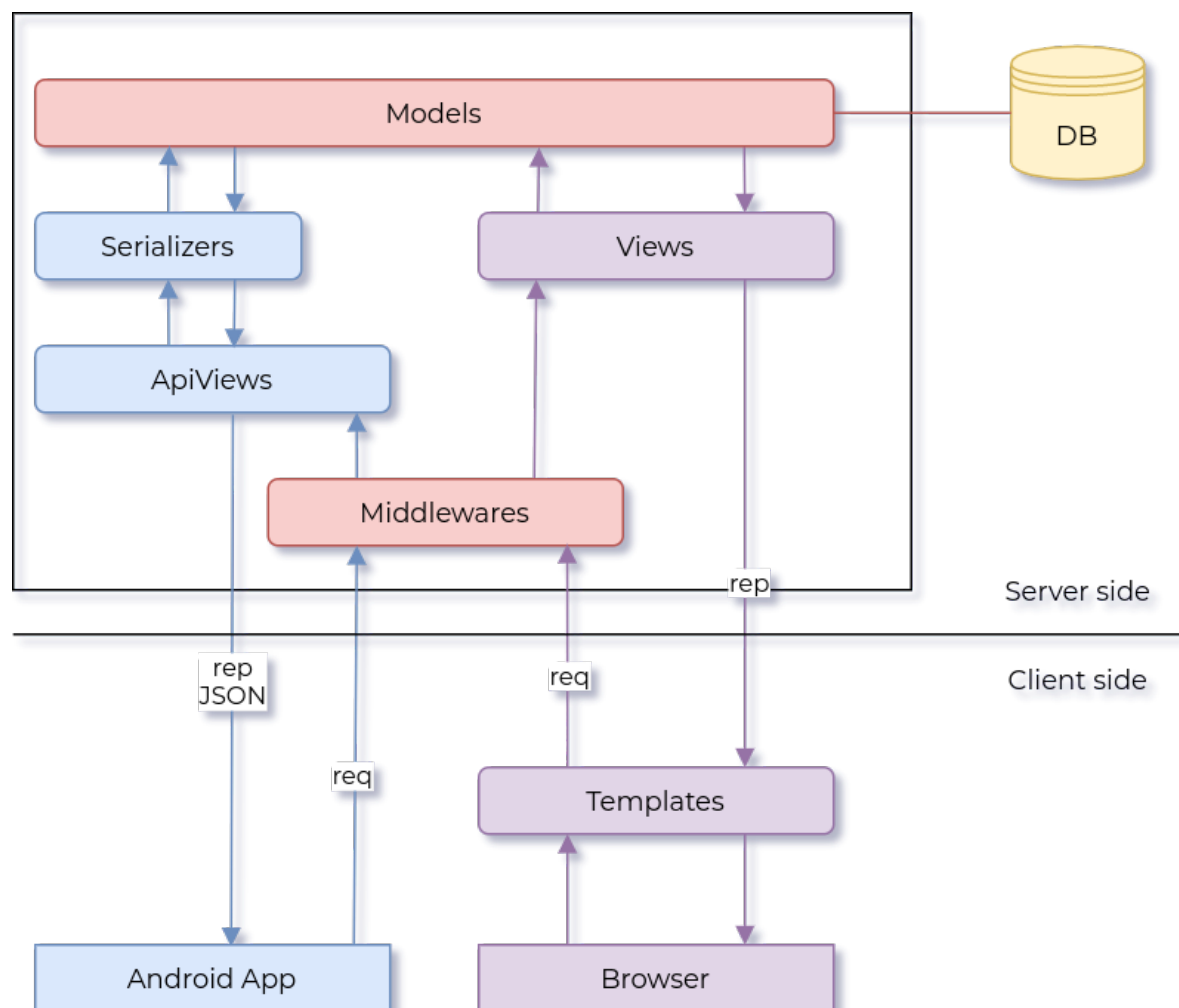 Models
DB
Serializers
Views
ApiViews
Middlewares
rep
Server side
rep
JSON
req
Client side
req
Templates
Android App
Browser